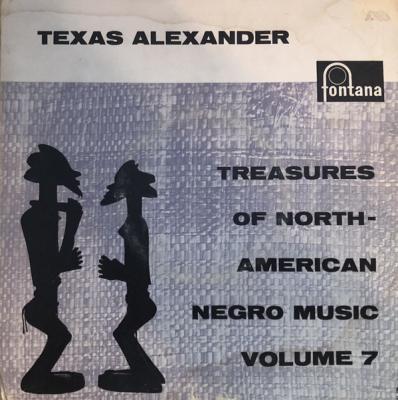 TEXAS ALEXANDER
fontana
TREASURES
OF NORTH-
AMERICAN
NEGRO MUSIC
VOLUME 7